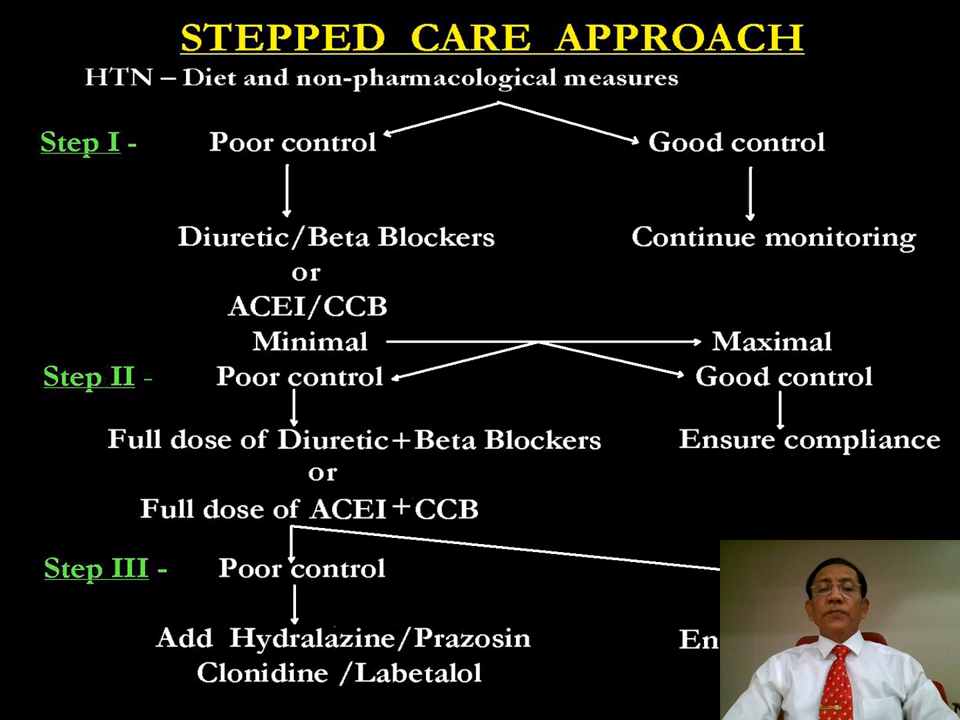 STEPPED CARE APPROACH
HTN – Diet and non-pharmacological measures
Step I - Poor control Good control
Diuretic/Beta Blockers Continue monitoring
or
ACEI/CCB
Minimal Maximal
Step II - Poor control Good control
Full dose of Diuretic+Beta Blockers Ensure compliance
or
Full dose of ACEI +CCB
Step III - Poor control
Add Hydralazine/Prazosin
Clonidine /Labetalol